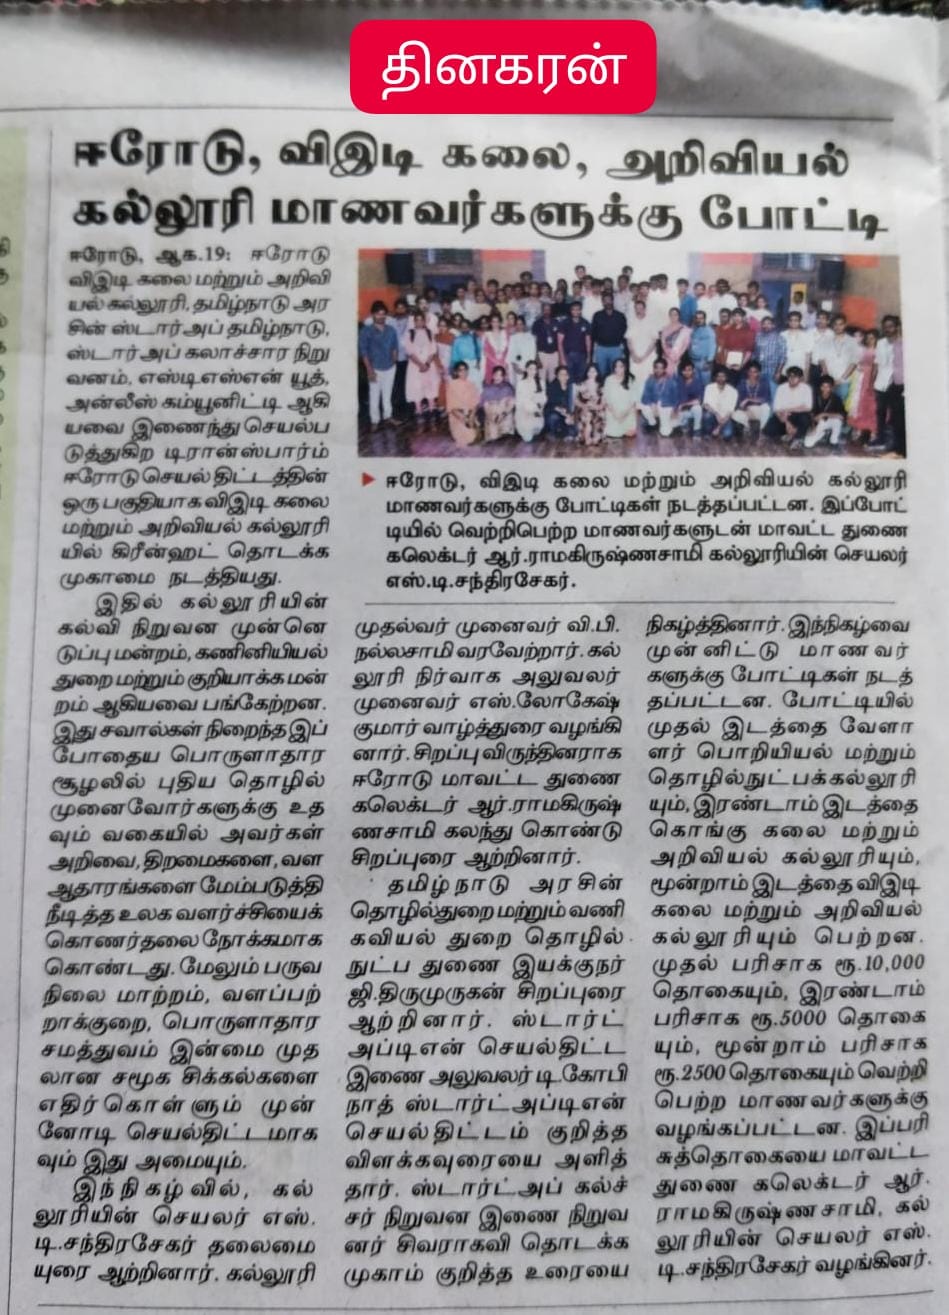 தினகரன்
ஈரோடு, விஇடி கலை, அறிவியல்
கல்லூரி மாணவர்களுக்கு போட்டி
ஈரோடு, ஆக.19: ஈரோடு
விஇடி கலை மற்றும் அறிவி
யல் கல்லூரி, தமிழ்நாடு அர
சின் ஸ்டார்அப் தமிழ்நாடு,
ஸ்டார் அப் கலாச்சார நிறு
வனம், எஸ்டிஎஸ்என் யூத்,
அன்லீஸ் கம்யூனிட்டி ஆகி
யவை இணைந்து செயல்ப
டுத்துகிற டிரான்ஸ்பார்ம்
ஈரோடு செயல் திட்டத்தின்
ஒரு பகுதியாக விஇடி கலை
மற்றும் அறிவியல் கல்லூரி
யில் கிரீன்ஹட் தொடக்க
முகாமை நடத்தியது.
இதில் கல்லூரியின்
கல்வி நிறுவன முன்னெ
டுப்பு மன்றம், கணினியியல்
துறை மற்றும் குறியாக்க மன்
றம் ஆகியவை பங்கேற்றன.
இது சவால்கள் நிறைந்த இப்
போதைய பொருளாதார
சூழலில் புதிய தொழில்
முனைவோர்களுக்கு உத
வும் வகையில் அவர்கள்
அறிவை, திறமைகளை, வள
ஆதாரங்களை மேம்படுத்தி
நீடித்த உலக வளர்ச்சியைக்
கொணர்தலை நோக்கமாக
கொண்டது. மேலும் பருவ
நிலை மாற்றம், வளப்பற்
றாக்குறை, பொருளாதார
சமத்துவம் இன்மை முத
லான சமூக சிக்கல்களை
எதிர்கொள்ளும் முன்
னோடி செயல்திட்டமாக
வும் இது அமையும்.
இந்நிகழ்வில், கல்
லூரியின் செயலர் எஸ்.
டி.சந்திரசேகர் தலைமை
யுரை ஆற்றினார். கல்லூரி
▶ ஈரோடு, விஇடி கலை மற்றும் அறிவியல் கல்லூரி
மாணவர்களுக்கு போட்டிகள் நடத்தப்பட்டன. இப்போட்
டியில் வெற்றிபெற்ற மாணவர்களுடன் மாவட்ட துணை
கலெக்டர் ஆர்.ராமகிருஷ்ணசாமி கல்லூரியின் செயலர்
எஸ்.டி.சந்திரசேகர்.
முதல்வர் முனைவர் வி.பி.
நல்லசாமி வரவேற்றார். கல்
லூரி நிர்வாக அலுவலர்
முனைவர் எஸ்.லோகேஷ்
குமார் வாழ்த்துரை வழங்கி
னார். சிறப்பு விருந்தினராக
ஈரோடு மாவட்ட துணை
கலெக்டர் ஆர்.ராமகிருஷ்
ணசாமி கலந்து கொண்டு
சிறப்புரை ஆற்றினார்.
தமிழ்நாடு அரசின்
தொழில்துறை மற்றும் வணி
கவியல் துறை தொழில்
நுட்ப துணை இயக்குநர்
ஜி.திருமுருகன் சிறப்புரை
ஆற்றினார். ஸ்டார்ட்
அப்டிஎன் செயல்திட்ட
இணை அலுவலர் டி.கோபி
நாத் ஸ்டார்ட்அப்டிஎன்
செயல்திட்டம் குறித்த
விளக்கவுரையை அளித்
தார். ஸ்டார்ட்அப் கல்ச்
சர் நிறுவன இணை நிறுவ
னர் சிவராகவி தொடக்க
முகாம் குறித்த உரையை
நிகழ்த்தினார். இந்நிகழ்வை
முன்னிட்டு மாணவர்
களுக்கு போட்டிகள் நடத்
தப்பட்டன. போட்டியில்
முதல் இடத்தை வேளா
ளர் பொறியியல் மற்றும்
தொழில்நுட்பக்கல்லூரி
யும், இரண்டாம் இடத்தை
கொங்கு கலை மற்றும்
அறிவியல் கல்லூரியும்,
மூன்றாம் இடத்தை விஇடி
கலை மற்றும் அறிவியல்
கல்லூரியும் பெற்றன.
முதல் பரிசாக ரூ.10,000
தொகையும், இரண்டாம்
பரிசாக ரூ.5000 தொகை
யும், மூன்றாம் பரிசாக
ரூ.2500 தொகையும் வெற்றி
பெற்ற மாணவர்களுக்கு
வழங்கப்பட்டன. இப்பரி
சுத்தொகையை மாவட்ட
துணை கலெக்டர் ஆர்.
ராமகிருஷ்ணசாமி, கல்
லூரியின் செயலர் எஸ்.
டி.சந்திரசேகர் வழங்கினர்.